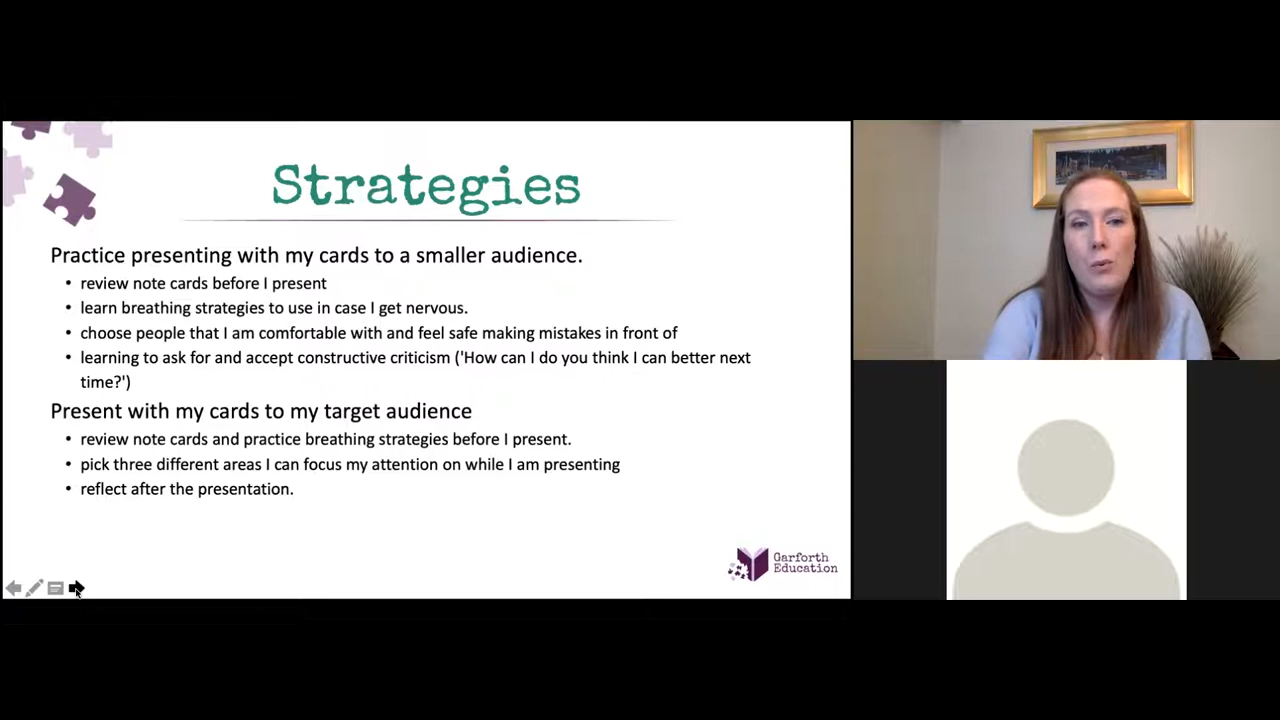 Strategies
Practice presenting with my cards to a smaller audience.
• review note cards before I present
• learn breathing strategies to use in case I get nervous.
• choose people that I am comfortable with and feel safe making mistakes in front of
• learning to ask for and accept constructive criticism ('How can I do you think I can better next
time?')
Present with my cards to my target audience
• review note cards and practice breathing strategies before I present.
• pick three different areas I can focus my attention on while I am presenting
• reflect after the presentation.
Garforth
Education